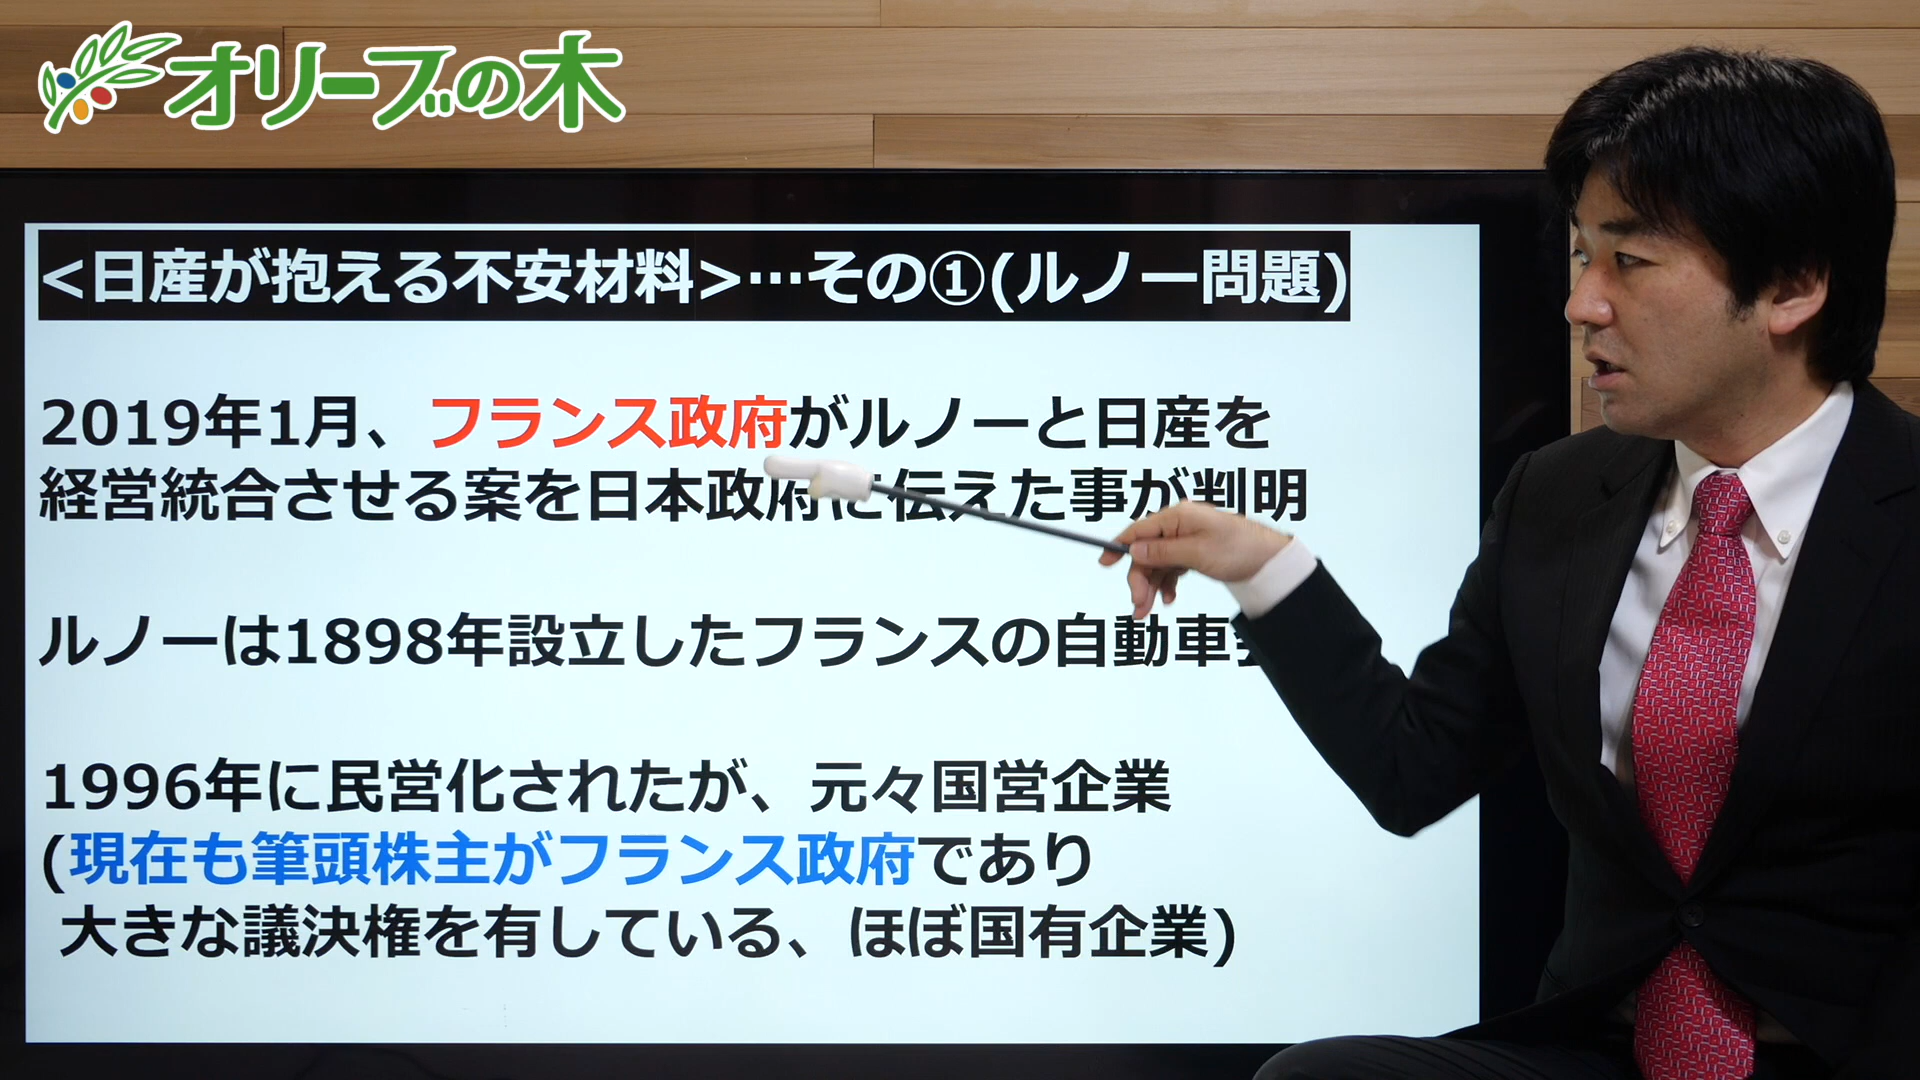 オリーブの木
<日産が抱える不安材料>…その①(ルノー問題)
2019年1月、フランス政府がルノーと日産を
経営統合させる案を日本政府に伝えた事が判明
ルノーは1898年設立したフランスの自動車
1996年に民営化されたが、元々国営企業
(現在も筆頭株主がフランス政府であり
大きな議決権を有している、ほぼ国有企業)